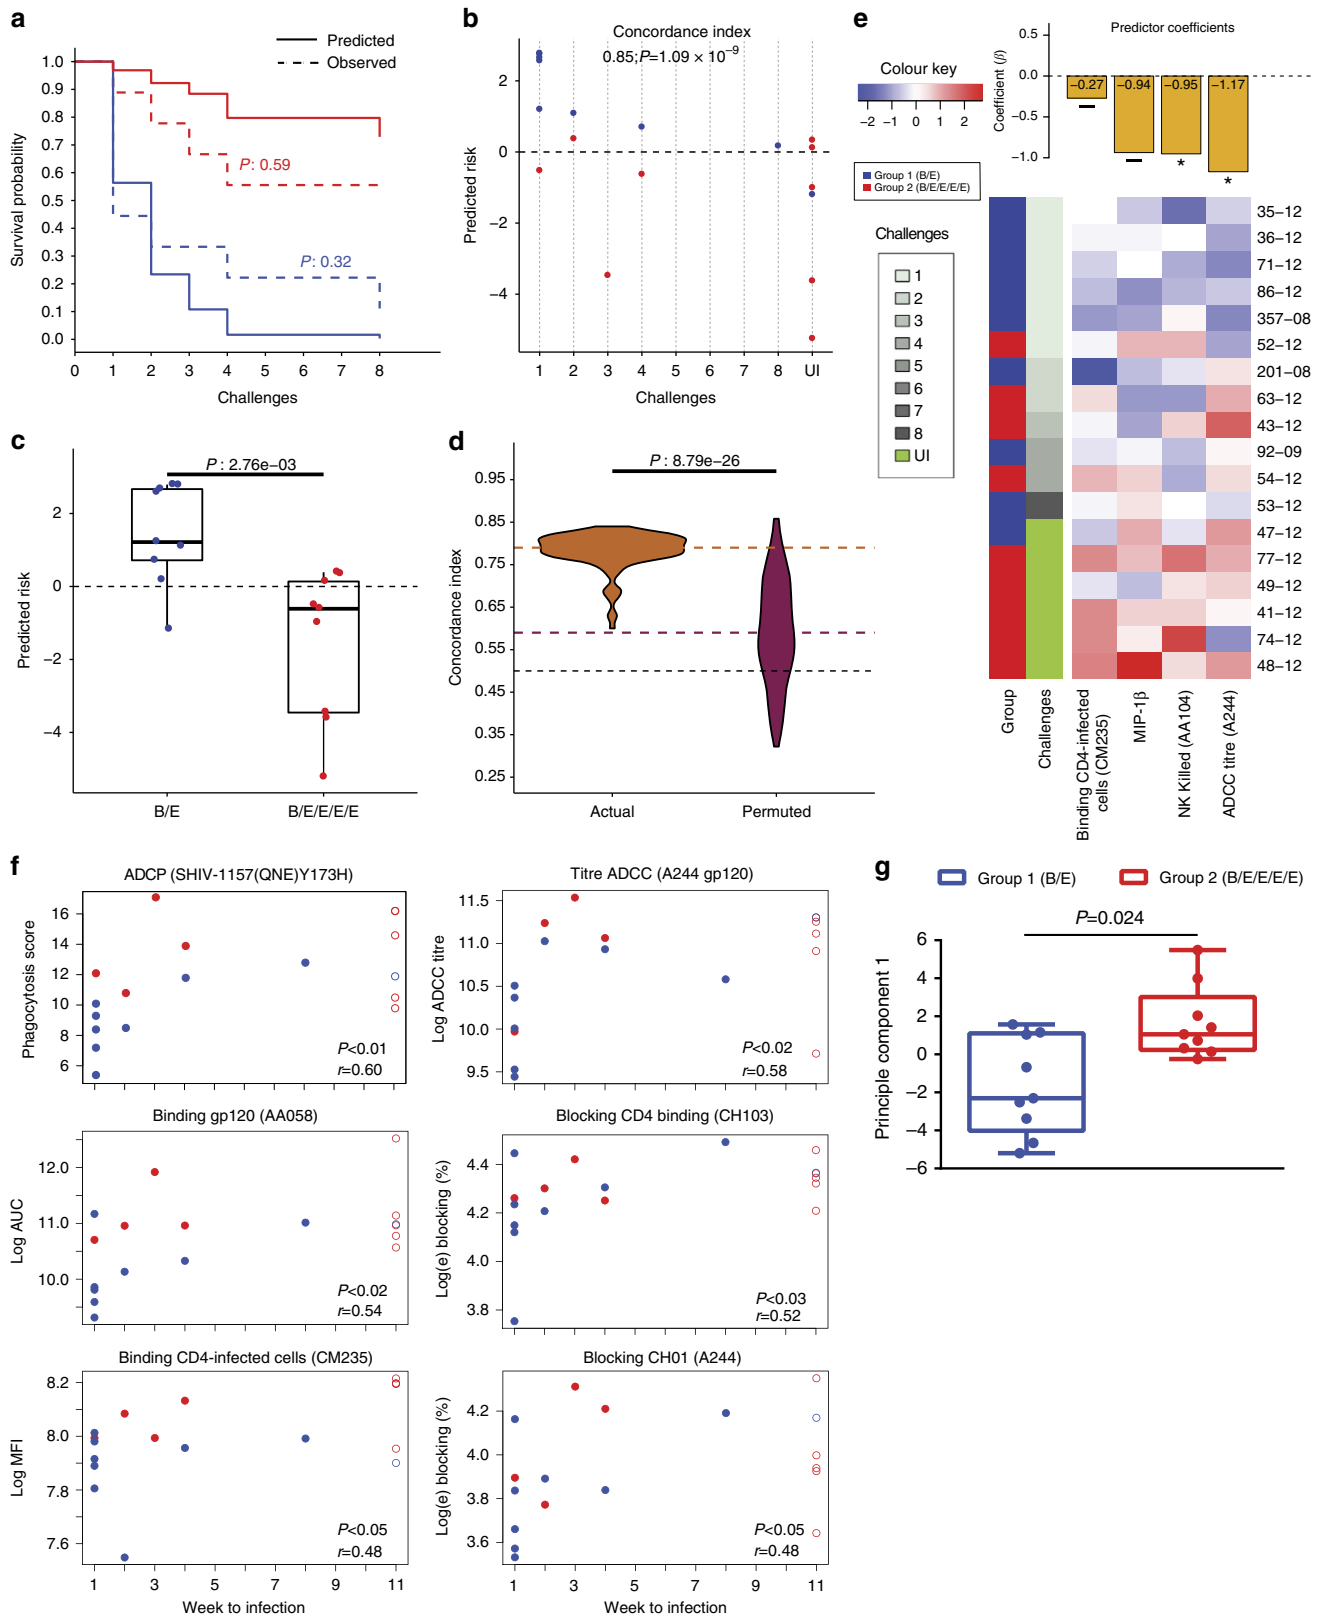 a
Predicted
Observed
1.0
0.9
0.8
0.7
0.6
0.5
0.4
0.3
0.2
0.1
0.0
Survival probability
P: 0.59
P: 0.32
0 1 2 3 4 5 6 7 8
Challenges
b
Concordance index
0.85;P=1.09 × 10−9
2
0
−2
−4
Predicted risk
1 2 3 4 5 6 7 8 UI
Challenges
c
P : 2.76e−03
2
0
−2
−4
Predicted risk
B/E B/E/E/E/E
d
P : 8.79e−26
0.95
0.85
0.75
0.65
0.55
0.45
0.35
0.25
Concordance index
Actual Permuted
e
Predictor coefficients
0.5
0.0
−0.5
−1.0
Coefficient (β)
−0.27 −0.94 −0.95 −1.17
* *
Colour key
−2 −1 0 1 2
Group 1 (B/E)
Group 2 (B/E/E/E/E)
Challenges
1
2
3
4
5
6
7
8
UI
35−12
36−12
71−12
86−12
357−08
52−12
201−08
63−12
43−12
92−09
54−12
53−12
47−12
77−12
49−12
41−12
74−12
48−12
Group
Challenges
Binding CD4-infected
cells (CM235)
MIP-1β
NK Killed (AA104)
ADCC titre (A244)
f
ADCP (SHIV-1157(QNE)Y173H)
16
14
12
10
8
6
Phagocytosis score
P<0.01
r=0.60
Titre ADCC (A244 gp120)
11.5
11.0
10.5
10.0
9.5
Log ADCC titre
P<0.02
r=0.58
Binding gp120 (AA058)
12.0
11.0
10.0
Log AUC
P<0.02
r=0.54
Blocking CD4 binding (CH103)
4.4
4.2
4.0
3.8
Log(e) blocking (%)
P<0.03
r=0.52
Binding CD4-infected cells (CM235)
8.2
8.0
7.8
7.6
Log MFI
P<0.05
r=0.48
1 3 5 7 9 11
Week to infection
Blocking CH01 (A244)
4.2
4.0
3.8
3.6
Log(e) blocking (%)
P<0.05
r=0.48
1 3 5 7 9 11
Week to infection
g
Group 1 (B/E) Group 2 (B/E/E/E/E)
P=0.024
6
4
2
0
−2
−4
−6
Principle component 1